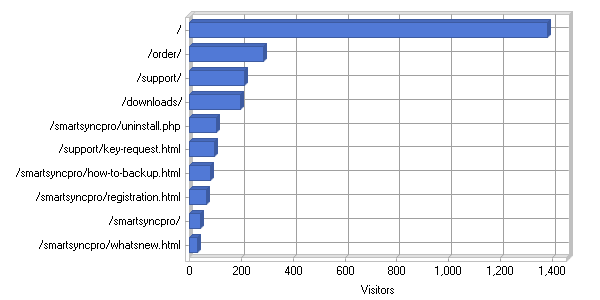 /
/order/
/support/
/downloads/
/smartsyncpro/uninstall.php
/support/key-request.html
/smartsyncpro/how-to-backup.html
/smartsyncpro/registration.html
/smartsyncpro/
/smartsyncpro/whatsnew.html
0 200 400 600 800 1,000 1,200 1,400
Visitors